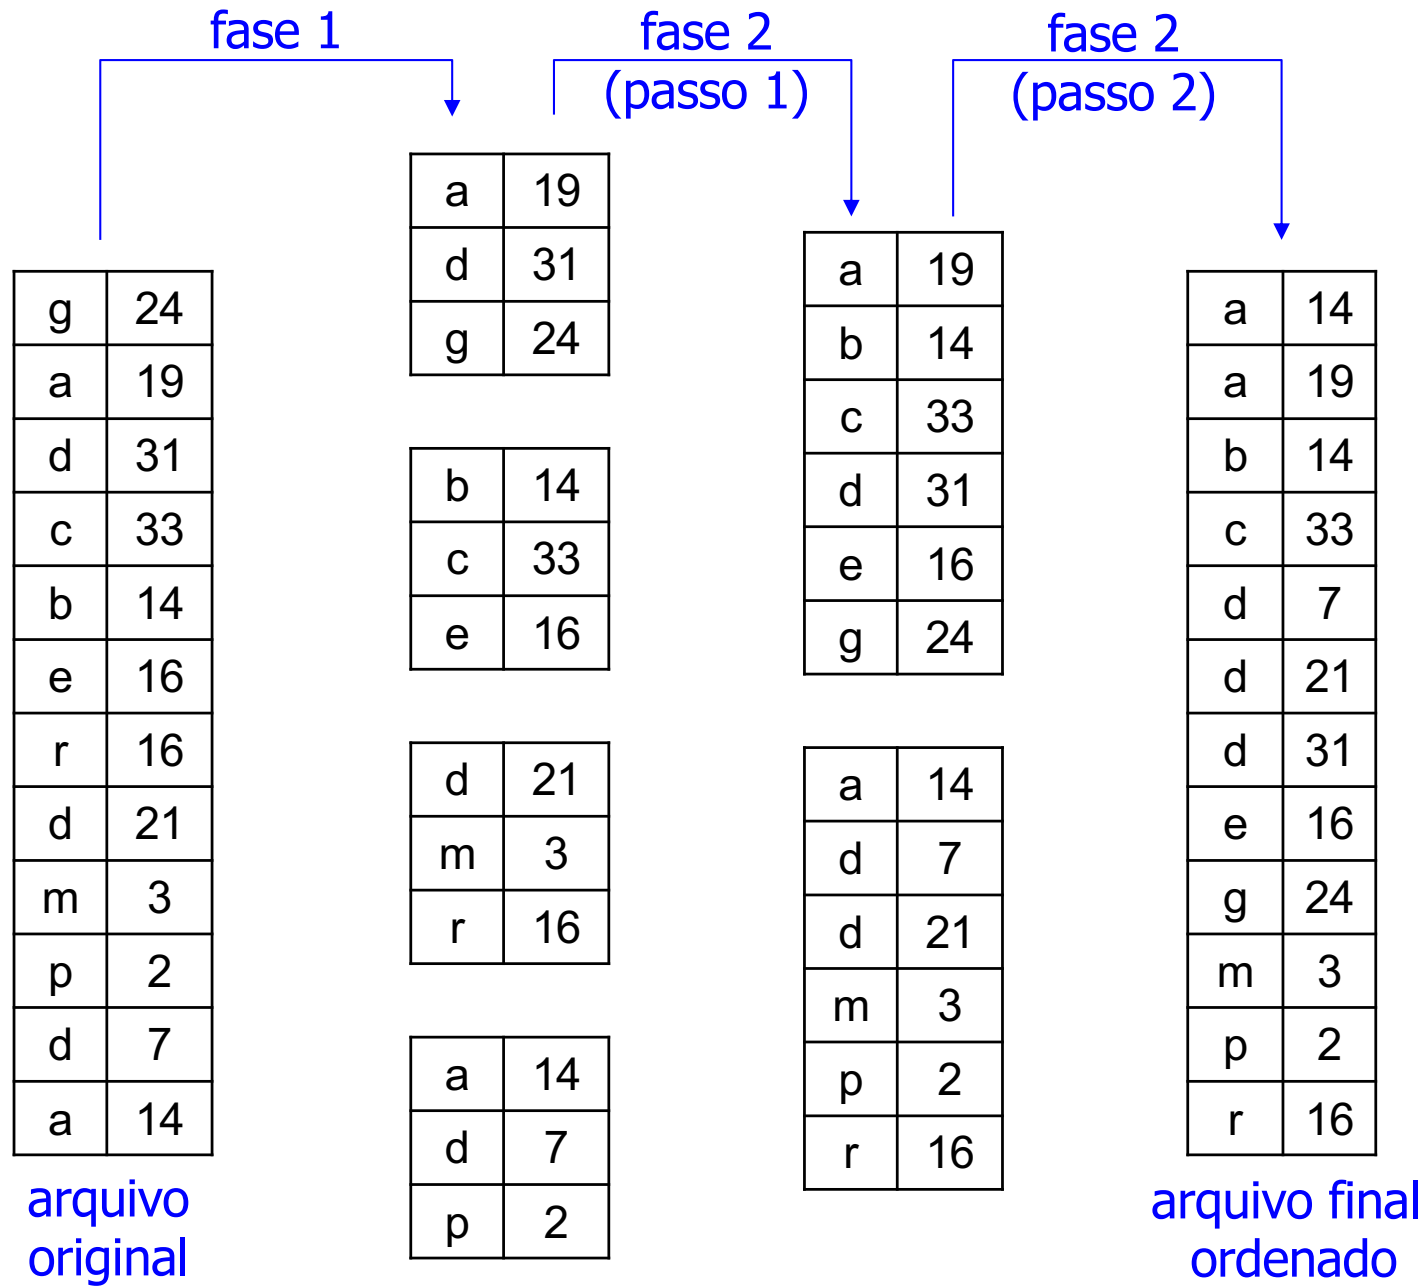 fase 1
fase 2
(passo 1)
fase 2
(passo 2)
g 24
a 19
d 31
c 33
b 14
e 16
r 16
d 21
m 3
p 2
d 7
a 14
arquivo
original
a 19
d 31
g 24
b 14
c 33
e 16
d 21
m 3
r 16
a 14
d 7
p 2
a 19
b 14
c 33
d 31
e 16
g 24
a 14
d 7
d 21
m 3
p 2
r 16
a 14
a 19
b 14
c 33
d 7
d 21
d 31
e 16
g 24
m 3
p 2
r 16
arquivo final
ordenado